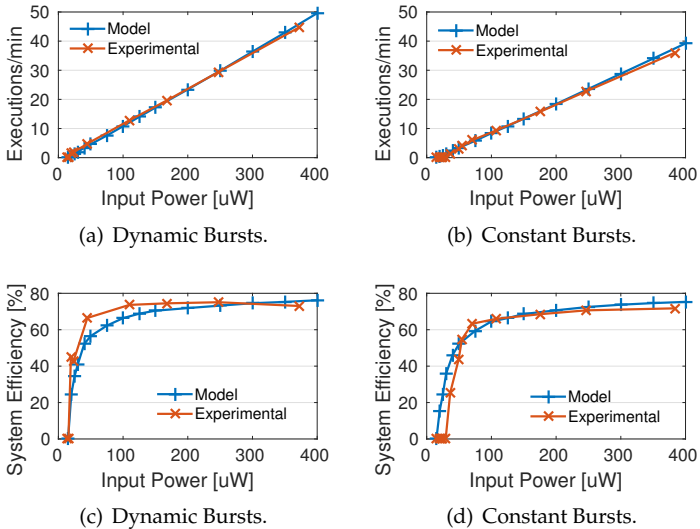 50
40
30
20
10
0
Executions/min
Model
Experimental
0 100 200 300 400
Input Power [uW]
(a) Dynamic Bursts.
50
40
30
20
10
0
Executions/min
Model
Experimental
0 100 200 300 400
Input Power [uW]
(b) Constant Bursts.
80
60
40
20
0
System Efficiency [%]
Model
Experimental
0 100 200 300 400
Input Power [uW]
(c) Dynamic Bursts.
80
60
40
20
0
System Efficiency [%]
Model
Experimental
0 100 200 300 400
Input Power [uW]
(d) Constant Bursts.